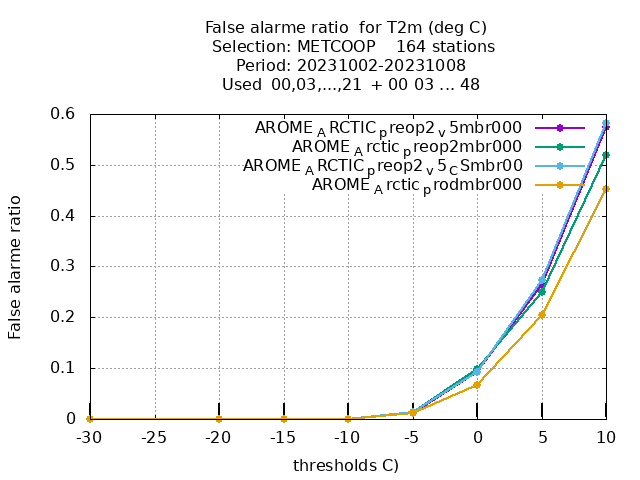 False alarme ratio  for T2m (deg C)
Selection: METCOOP    164 stations
Period: 20231002-20231008
Used  00,03,...,21  + 00 03 ... 48
AROME_ARCTIC_preop2_v5mbr000
AROME_Arctic_preop2mbr000
AROME_ARCTIC_preop2_v5_CSmbr00
AROME_Arctic_prodmbr000
False alarme ratio
0.6
0.5
0.4
0.3
0.2
0.1
0
-30 -25 -20 -15 -10 -5 0 5 10
thresholds C)